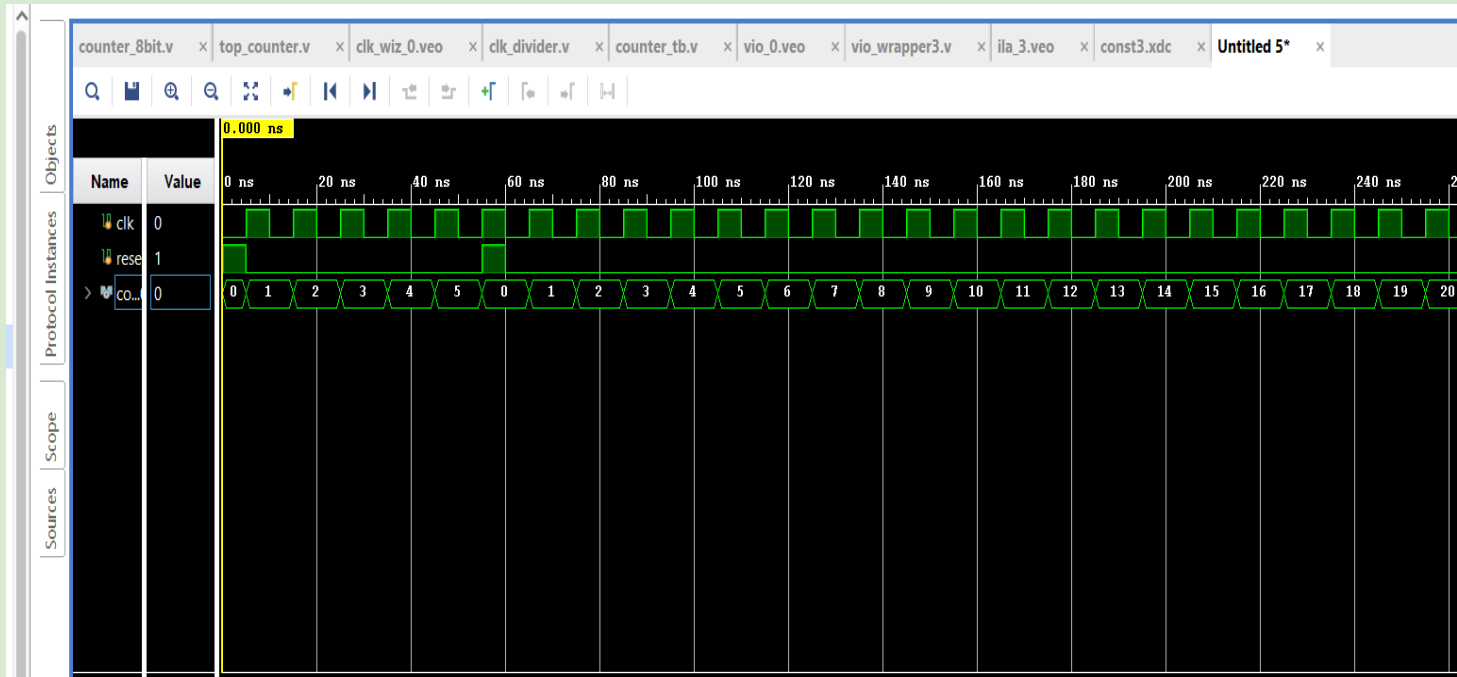 counter_8bit.v × top_counter.v × clk_wiz_0.veo × clk_divider.v × counter_tb.v × vio_0.veo × vio_wrapper3.v × ila_3.veo × const3.xdc × Untitled 5* ×
Objects
Protocol Instances
Scope
Sources
0.000 ns
Name Value
0 ns 20 ns 40 ns 60 ns 80 ns 100 ns 120 ns 140 ns 160 ns 180 ns 200 ns 220 ns 240 ns 2
clk 0
rese 1
co... 0
0 1 2 3 4 5 0 1 2 3 4 5 6 7 8 9 10 11 12 13 14 15 16 17 18 19 20